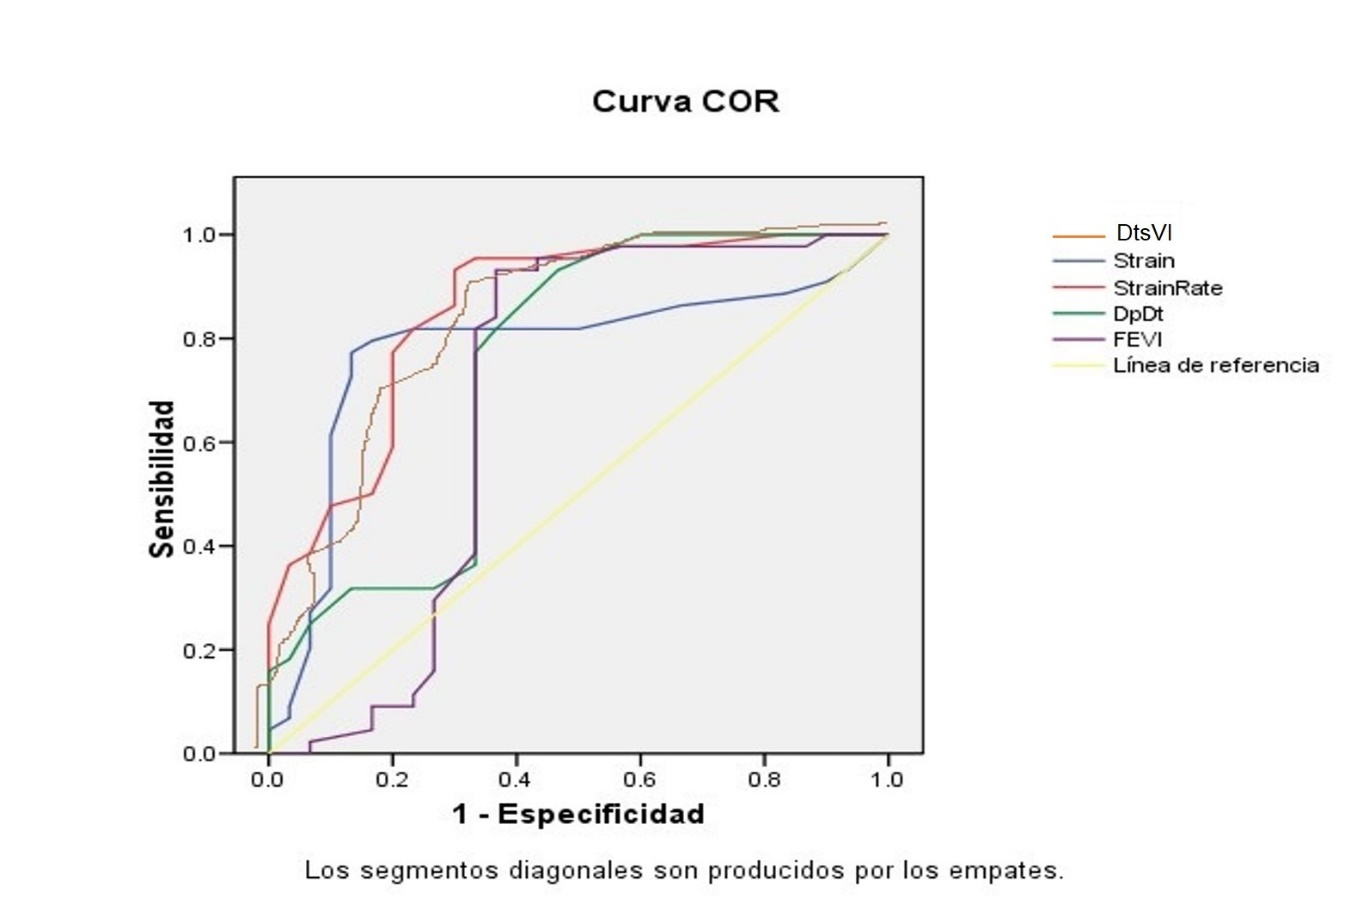 Curva COR
DtsVI
Strain
StrainRate
DpDt
FEVI
Línea de referencia
Sensibilidad
1.0
0.8
0.6
0.4
0.2
0.0
0.0 0.2 0.4 0.6 0.8 1.0
1 - Especificidad
Los segmentos diagonales son producidos por los empates.